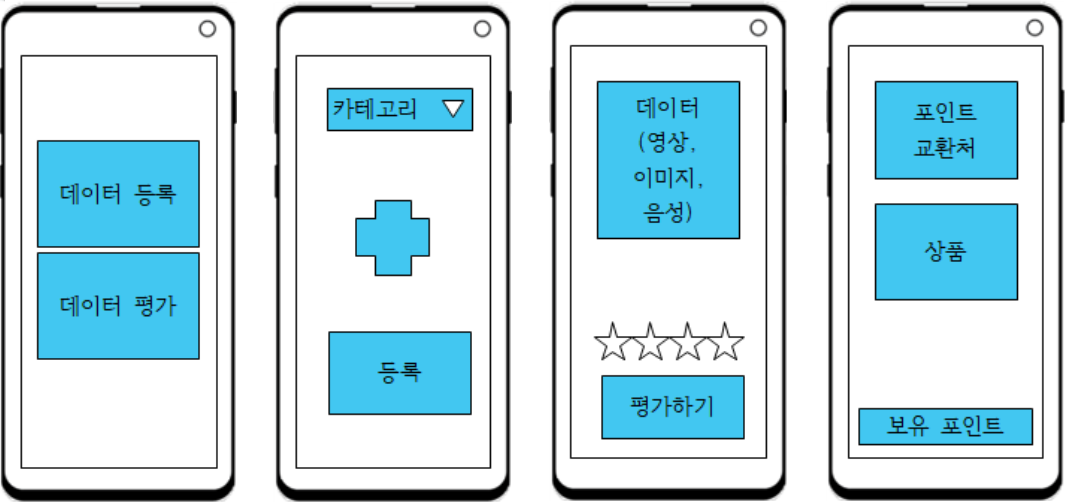 데이터 등록
데이터 평가
카테고리
등록
데이터
(영상,
이미지,
음성)
평가하기
포인트
교환처
상품
보유 포인트